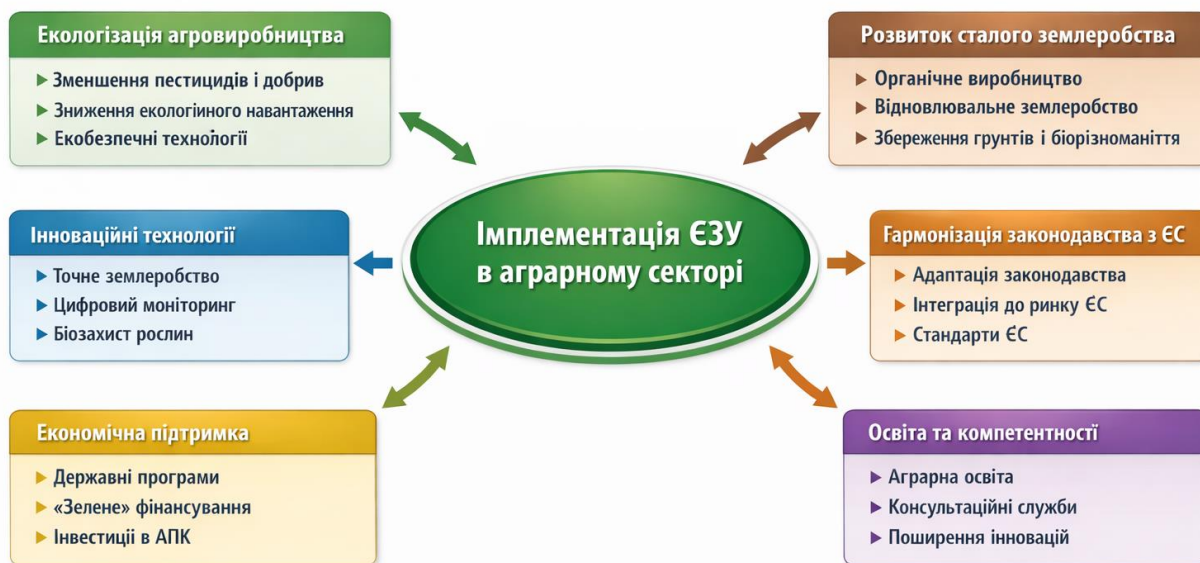 Екологізація агровиробництва
Зменшення пестицидів і добрив
Зниження екологійного навантаження
Екобезпечні технології
Розвиток сталого землеробства
Органічне виробництво
Відновлювальне землеробство
Збереження грунтів і біорізноманіття
Імплементація ЄЗУ
в аграрному секторі
Інноваційні технології
Точне землеробство
Цифровий моніторинг
Біозахист рослин
Гармонізація законодавства з ЄС
Адаптація законодавства
Інтеграція до ринку ЄС
Стандарти ЄС
Економічна підтримка
Державні програми
«Зелене» фінансування
Інвестиції в АПК
Освіта та компетентності
Аграрна освіта
Консультаційні служби
Поширення інновацій